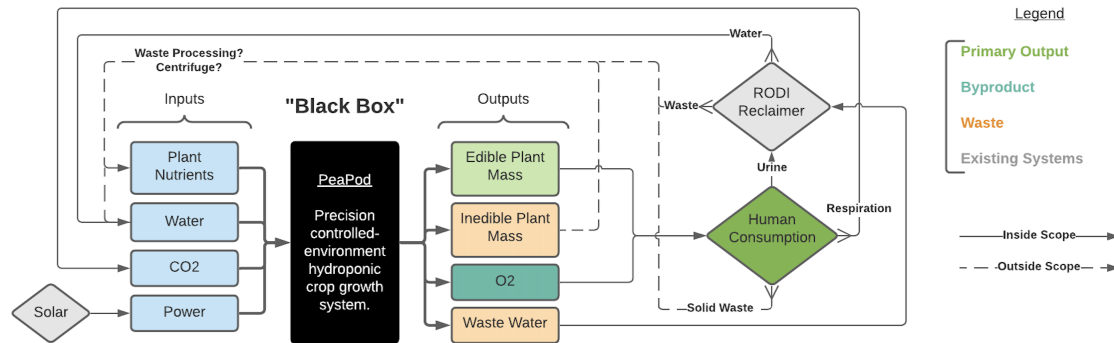 Legend
Water
Waste Processing?
Centrifuge?
Primary Output
Byproduct
Waste
Existing Systems
Inputs
"Black Box"
Outputs
Waste
RODI
Reclaimer
Plant
Nutrients
Water
CO2
Power
Solar
PeaPod
Precision
controlled-
environment
hydroponic
crop growth
system.
Edible Plant
Mass
Inedible Plant
Mass
O2
Waste Water
Urine
Human
Consumption
Respiration
Solid Waste
Inside Scope
Outside Scope